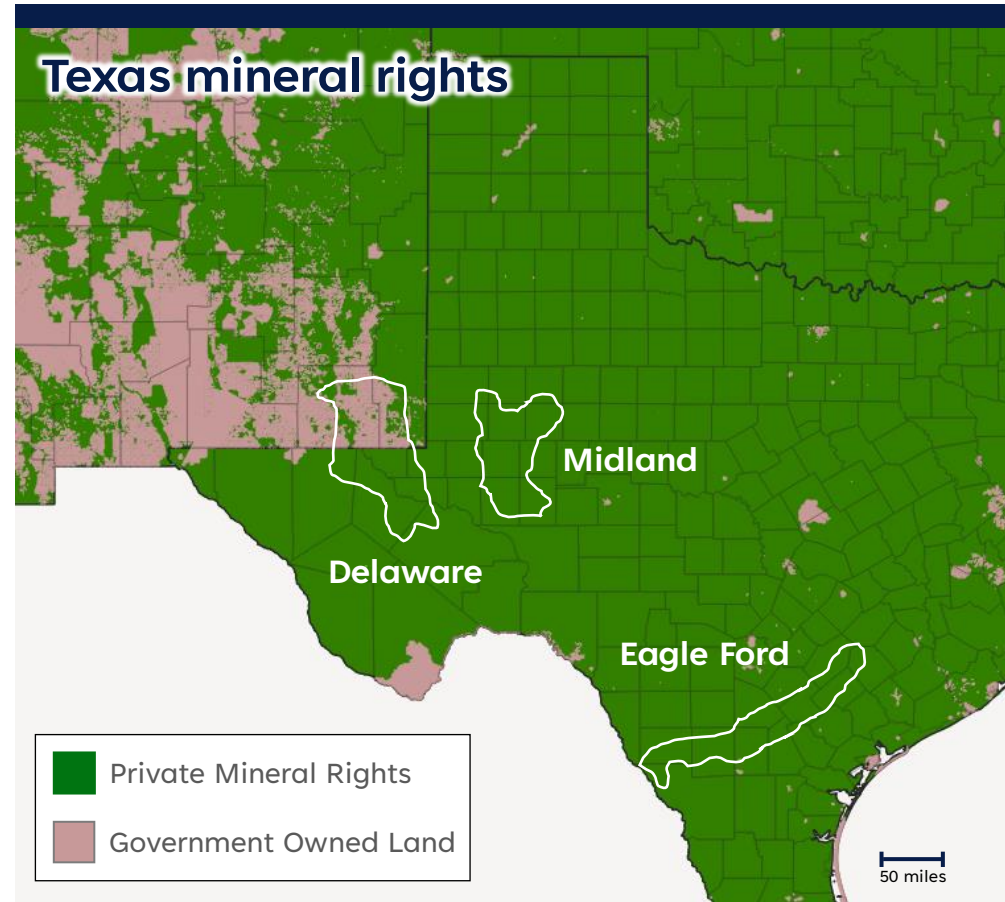 Texas mineral rights
Midland
Delaware
Eagle Ford
Private Mineral Rights
Government Owned Land
50 miles